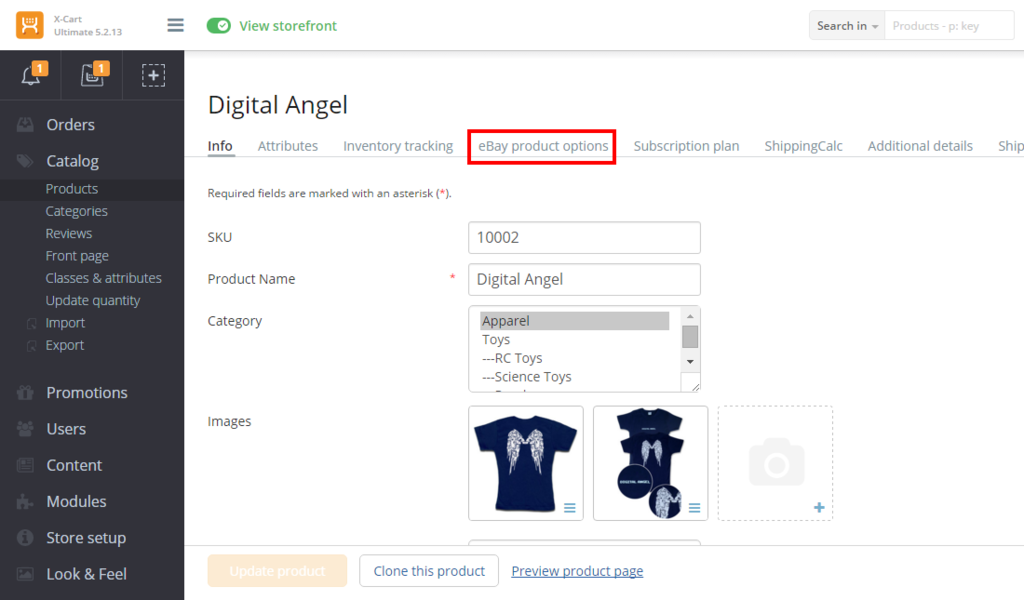 X-Cart
Ultimate 5.2.13
View storefront
Search in
Products - p: key
1
1
Orders
Catalog
Products
Categories
Reviews
Front page
Classes & attributes
Update quantity
Import
Export
Promotions
Users
Content
Modules
Store setup
Look & Feel
Digital Angel
Info Attributes Inventory tracking eBay product options Subscription plan ShippingCalc Additional details Ship
Required fields are marked with an asterisk (*).
SKU 10002
Product Name * Digital Angel
Category
Apparel
Toys
---RC Toys
---Science Toys
Images
DIGITAL ANGEL
Update product Clone this product Preview product page